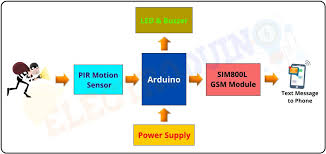 LED & Buzzer
PIR Motion
Sensor
Arduino
SIM800L
GSM Module
Text Message
to Phone
Power Supply